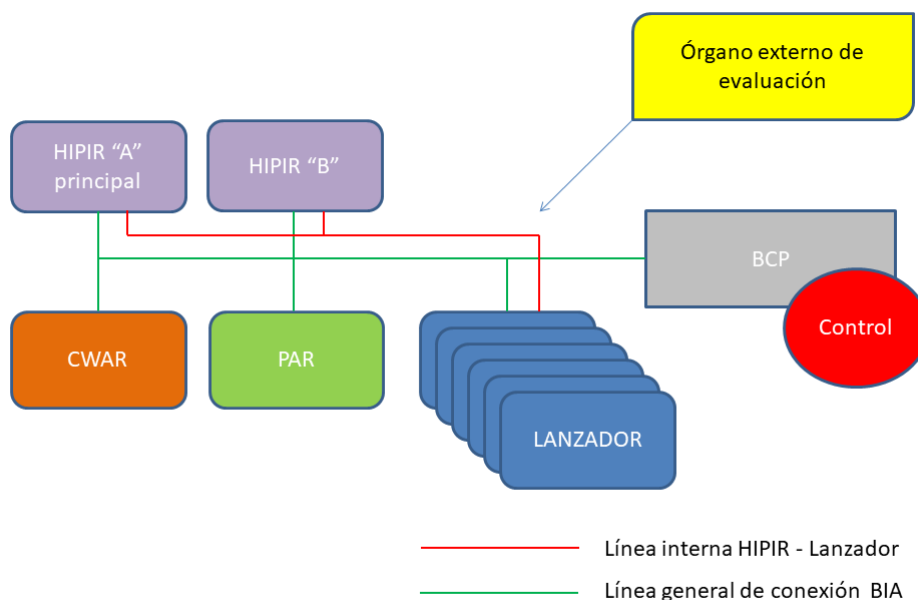 Órgano externo de
evaluación
HIPIR “A”
principal
HIPIR “B”
BCP
Control
CWAR
PAR
LANZADOR
Línea interna HIPIR - Lanzador
Línea general de conexión BIA